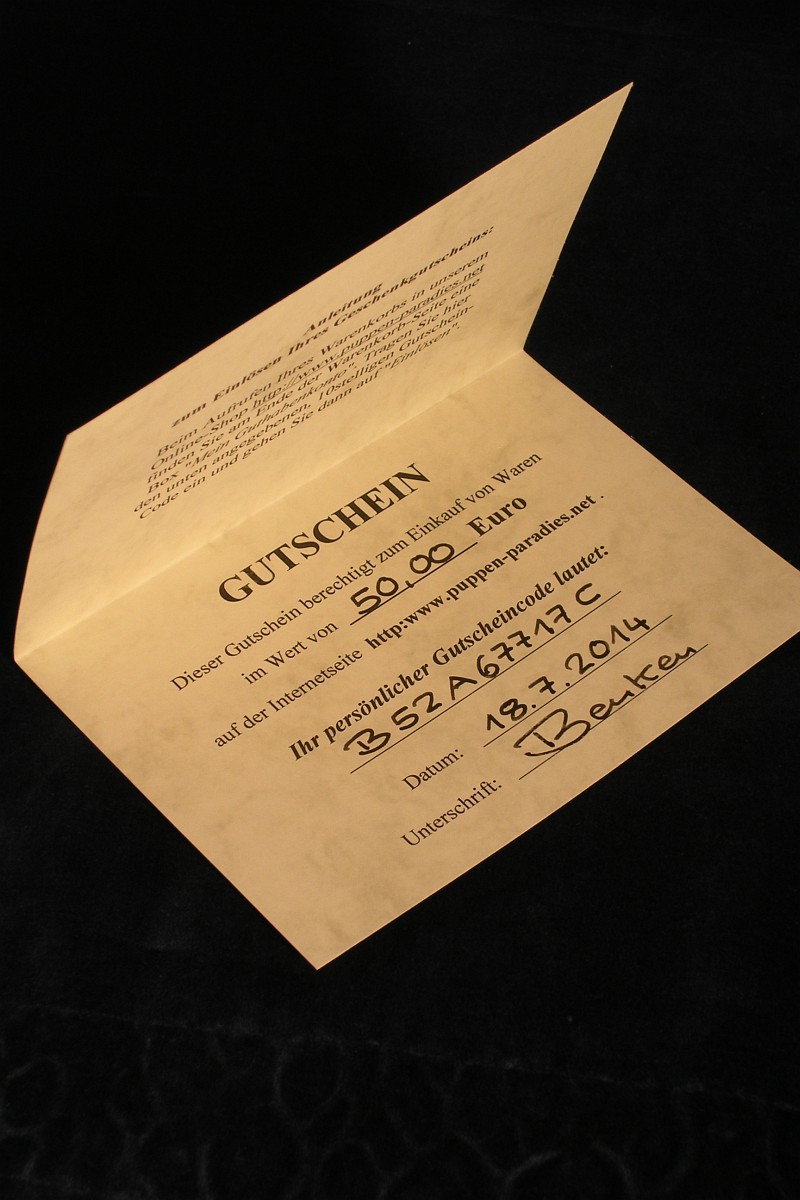 Anleitung
zum Einlösen Ihres Geschenkgutscheins:
Beim Aufrufen Ihres Warenkorbs in unserem
Online-Shop http://www.puppen-paradies.net
finden Sie am Ende der Warenkorb-Seite eine
Box "Mein Guthabenkonto". Tragen Sie hier
den unten angegebenen, 10stelligen Gutschein-
Code ein und gehen Sie dann auf "Einlösen".
GUTSCHEIN
Dieser Gutschein berechtigt zum Einkauf von Waren
im Wert von 50,00 Euro
auf der Internetseite http:www.puppen-paradies.net .
Ihr persönlicher Gutscheincode lautet:
B52A67717C
Datum: 18.7.2014
Unterschrift: